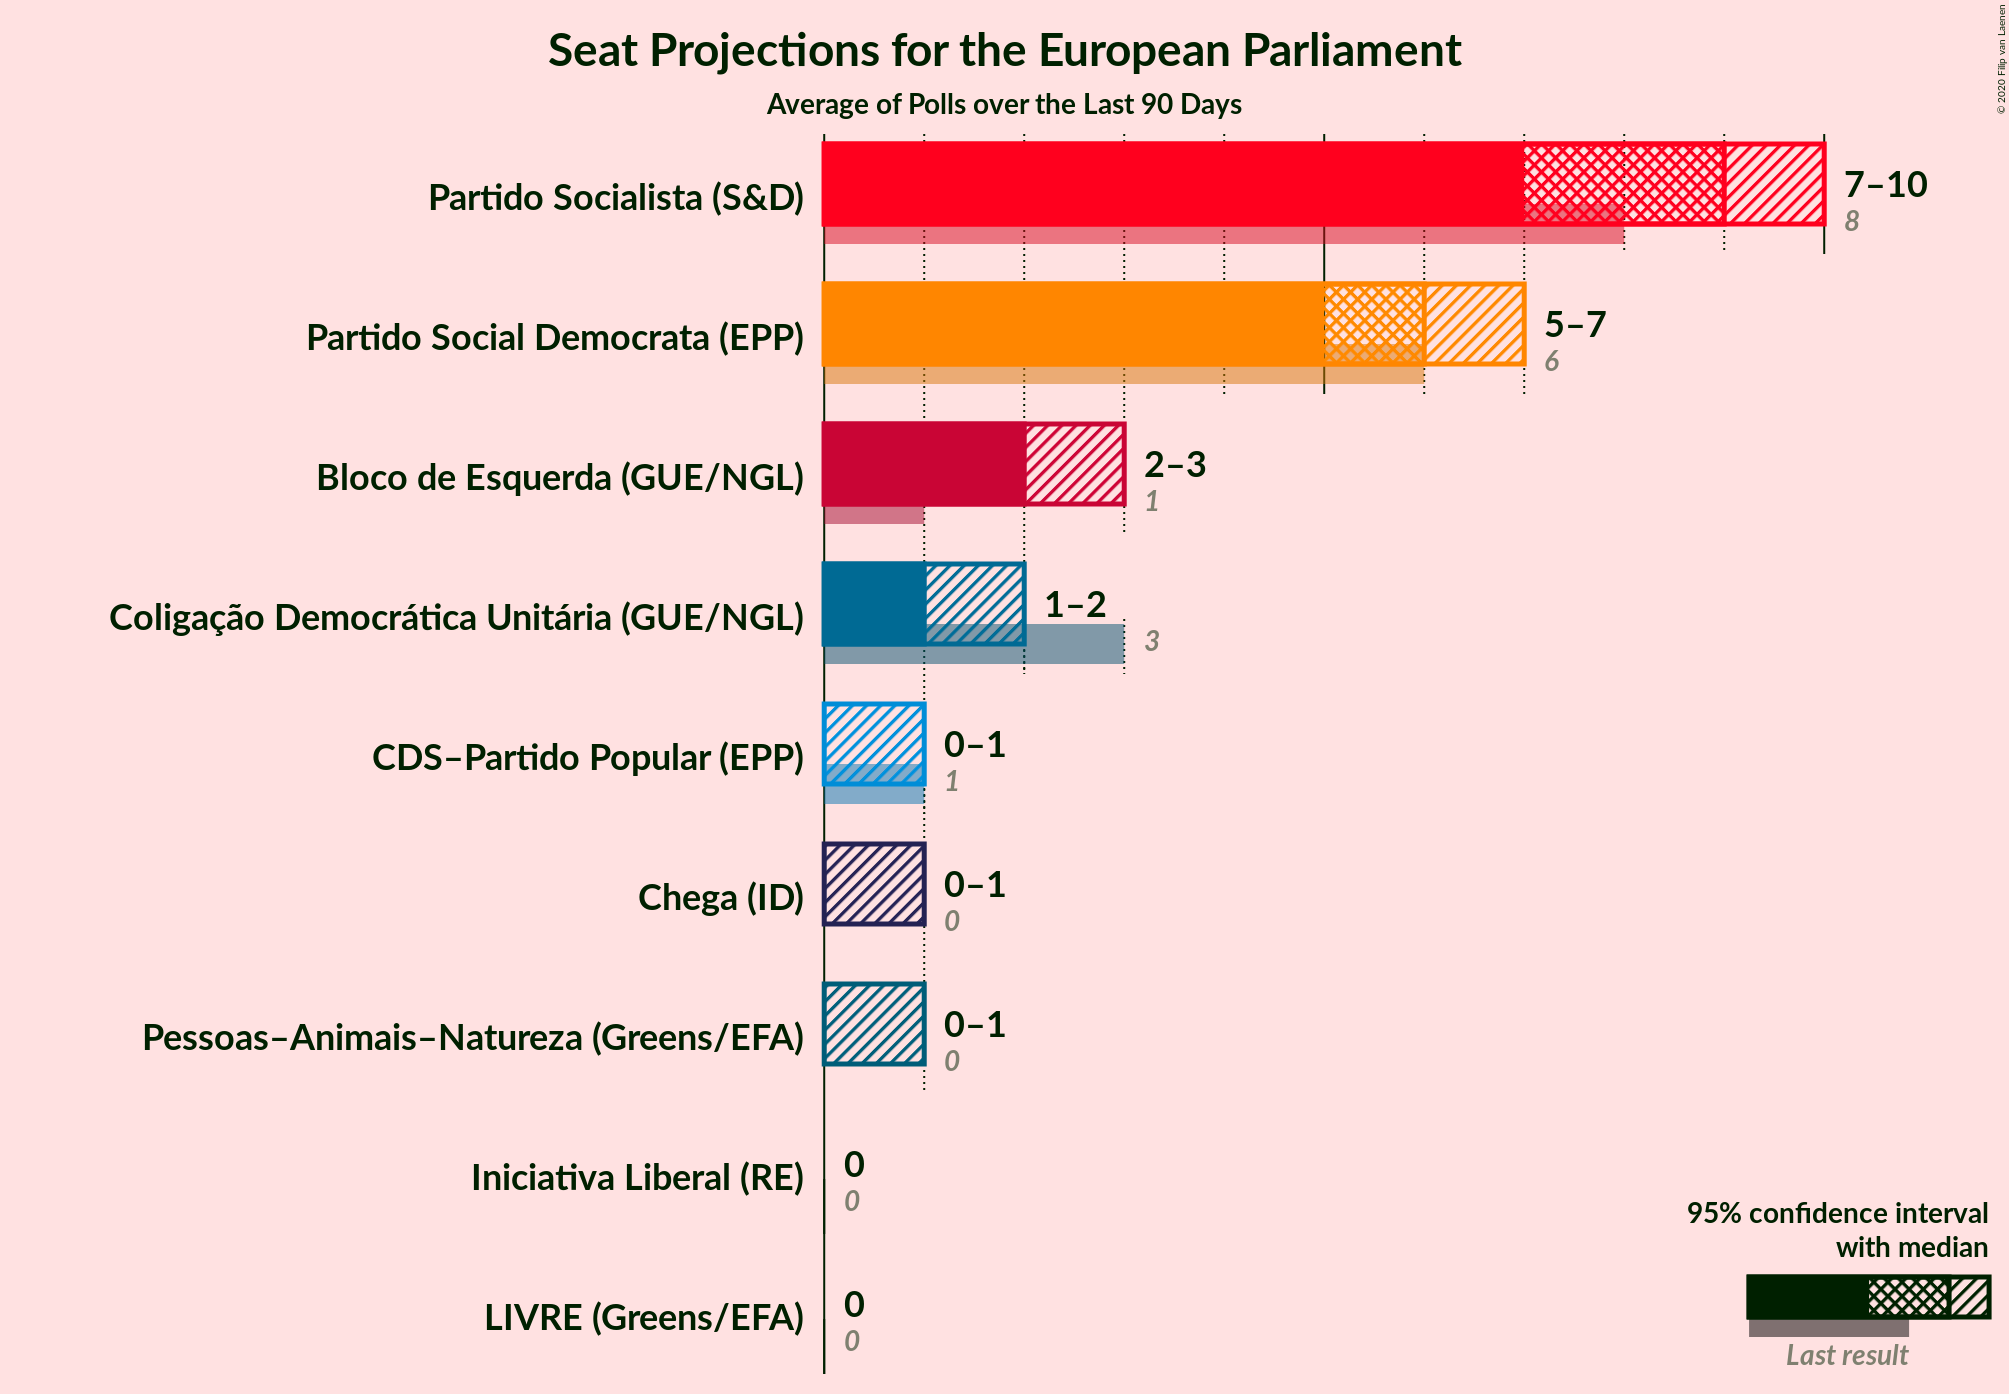 Seat Projections for the European Parliament
Average of Polls over the Last 90 Days
© 2020 Filip van Laenen
Partido Socialista (S&D)
7–10
8
Partido Social Democrata (EPP)
5–7
6
Bloco de Esquerda (GUE/NGL)
2–3
1
Coligação Democrática Unitária (GUE/NGL)
1–2
3
CDS–Partido Popular (EPP)
0–1
1
Chega (ID)
0–1
0
Pessoas–Animais–Natureza (Greens/EFA)
0–1
0
Iniciativa Liberal (RE)
0
0
LIVRE (Greens/EFA)
0
0
95% confidence interval
with median
Last result